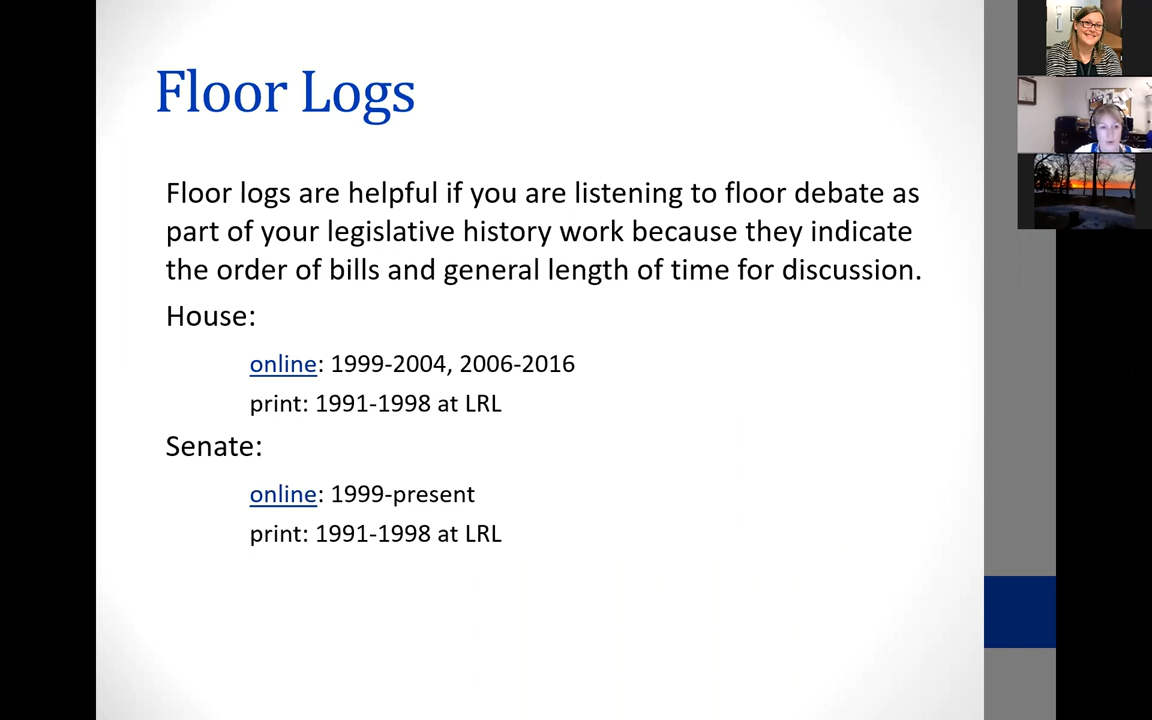 Floor Logs
Floor logs are helpful if you are listening to floor debate as
part of your legislative history work because they indicate
the order of bills and general length of time for discussion.
House:
online: 1999-2004, 2006-2016
print: 1991-1998 at LRL
Senate:
online: 1999-present
print: 1991-1998 at LRL